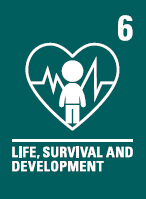 6
LIFE, SURVIVAL AND
DEVELOPMENT